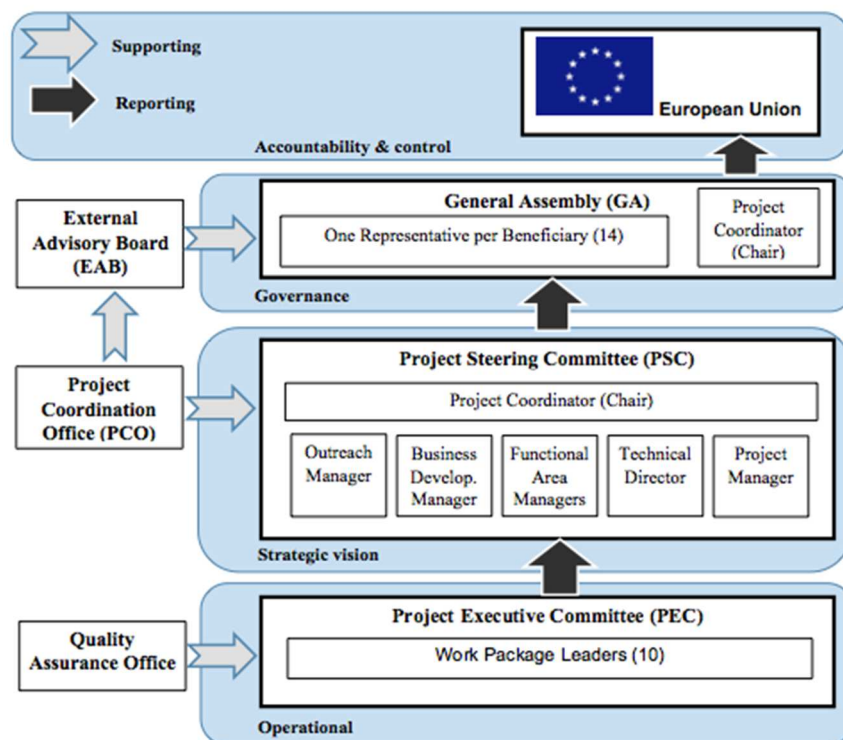 Supporting
Reporting
European Union
Accountability & control
External
Advisory Board
(EAB)
General Assembly (GA)
One Representative per Beneficiary (14)
Project
Coordinator
(Chair)
Governance
Project
Coordination
Office (PCO)
Project Steering Committee (PSC)
Project Coordinator (Chair)
Outreach
Manager
Business
Develop.
Manager
Functional
Area
Managers
Technical
Director
Project
Manager
Strategic vision
Quality
Assurance Office
Project Executive Committee (PEC)
Work Package Leaders (10)
Operational